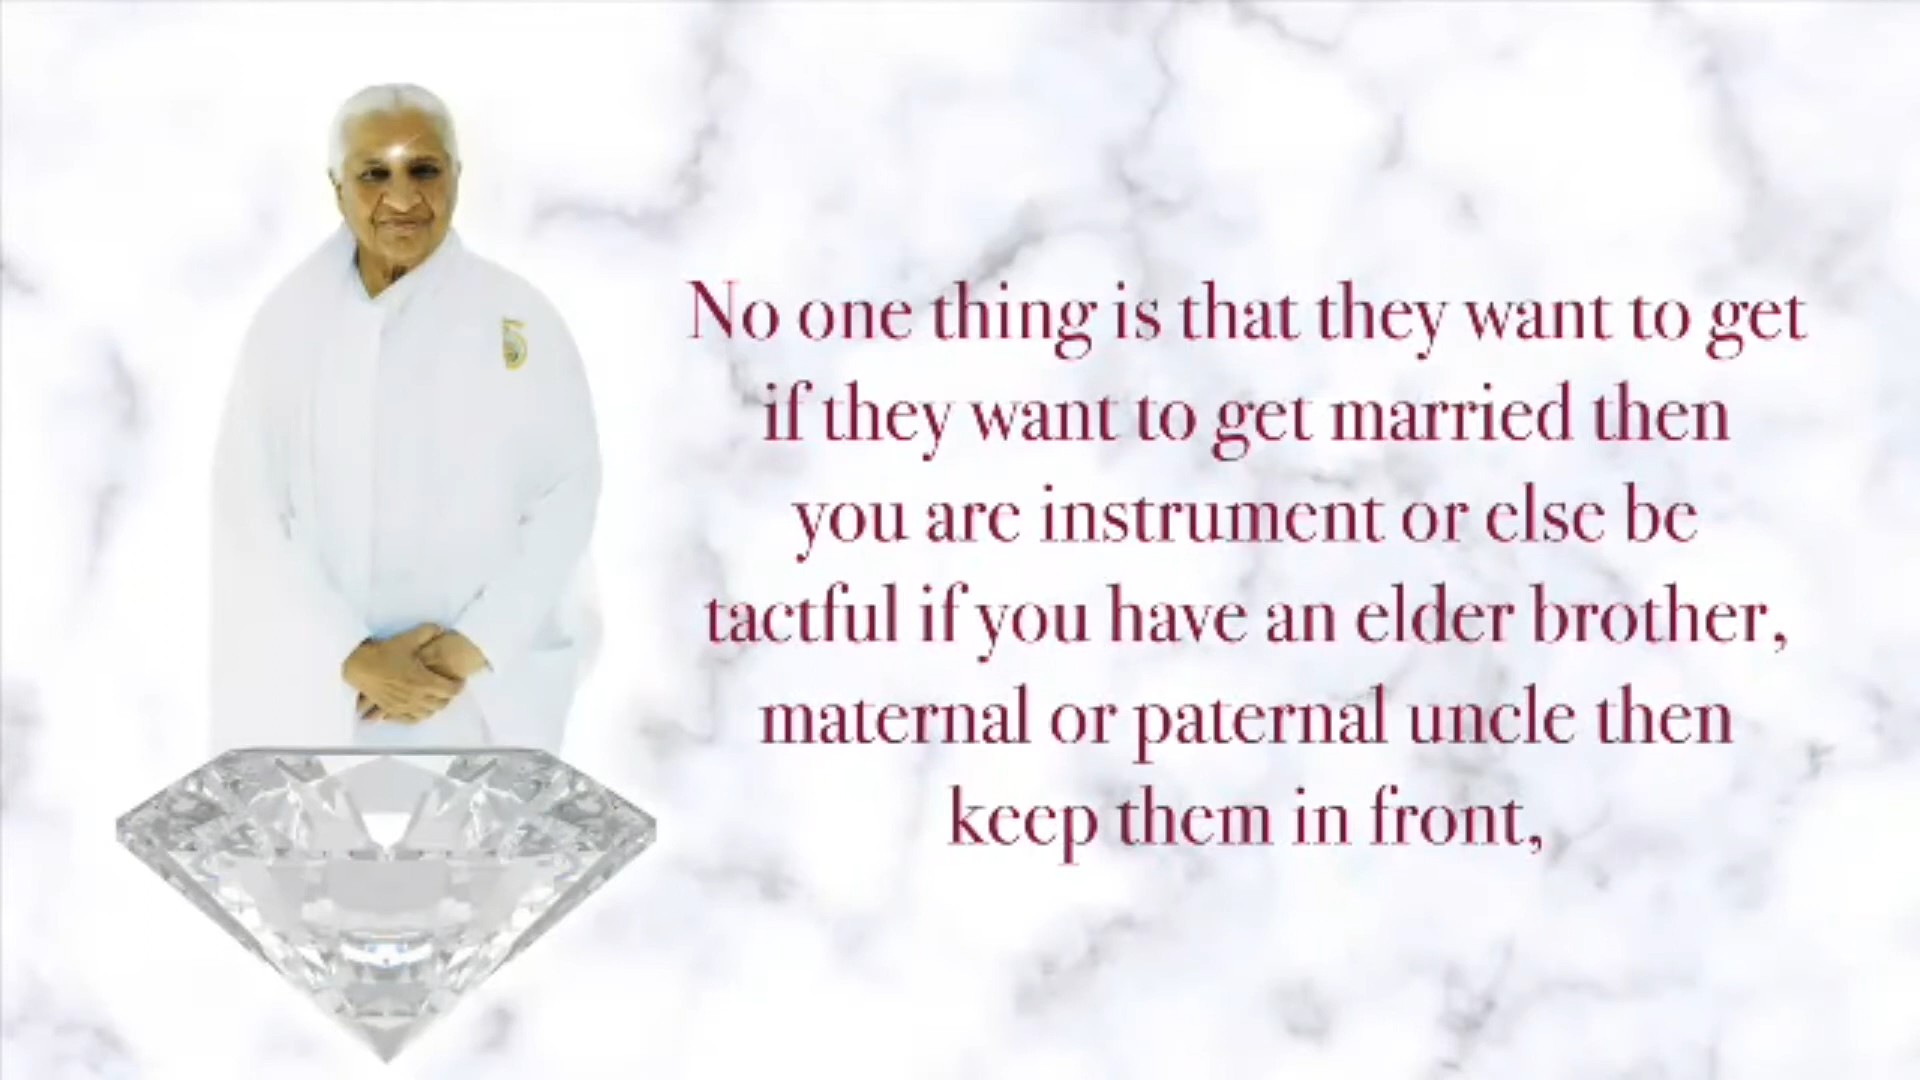 No one thing is that they want to get
if they want to get married then
you are instrument or else be
tactful if you have an elder brother,
maternal or paternal uncle then
keep them in front,